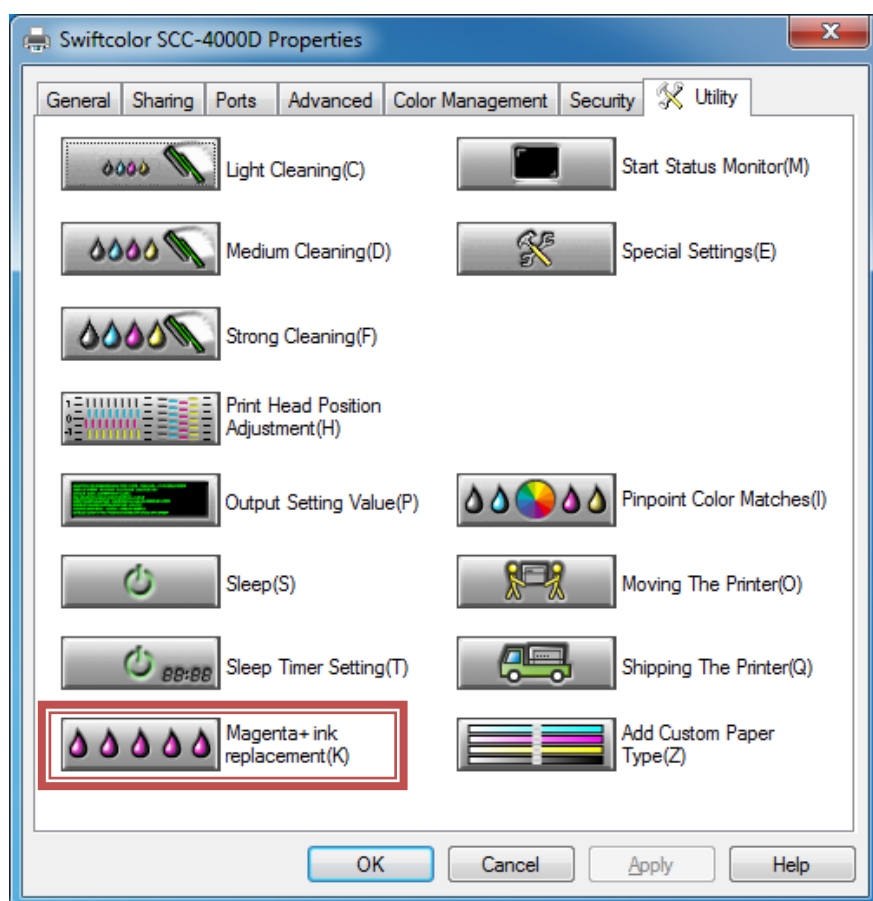 Swiftcolor SCC-4000D Properties
General Sharing Ports Advanced Color Management Security Utility
Light Cleaning(C)
Start Status Monitor(M)
Medium Cleaning(D)
Special Settings(E)
Strong Cleaning(F)
Print Head Position
Adjustment(H)
Output Setting Value(P)
Pinpoint Color Matches(I)
Sleep(S)
Moving The Printer(O)
88:88
Sleep Timer Setting(T)
Shipping The Printer(Q)
Magenta+ ink
replacement(K)
Add Custom Paper
Type(Z)
OK Cancel Apply Help